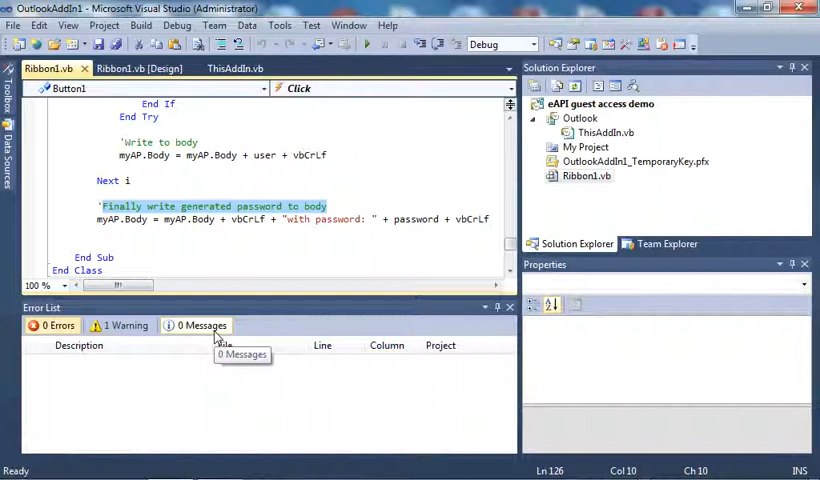 OutlookAddIn1 - Microsoft Visual Studio (Administrator)
File Edit View Project Build Debug Team Data Tools Test Window Help
Debug
Ribbon1.vb Ribbon1.vb [Design] ThisAddIn.vb
Button1 Click
End If
End Try
'Write to body
myAP.Body = myAP.Body + user + vbCrLf
Next i
'Finally write generated password to body
myAP.Body = myAP.Body + vbCrLf + "with password: " + password + vbCrLf
End Sub
End Class
100 %
Toolbox
Data Sources
Error List
0 Errors 1 Warning 0 Messages
Description File Line Column Project
0 Messages
Solution Explorer
eAPI guest access demo
Outlook
ThisAddIn.vb
My Project
OutlookAddIn1_TemporaryKey.pfx
Ribbon1.vb
Solution Explorer Team Explorer
Properties
Ready Ln 126 Col 10 Ch 10 INS